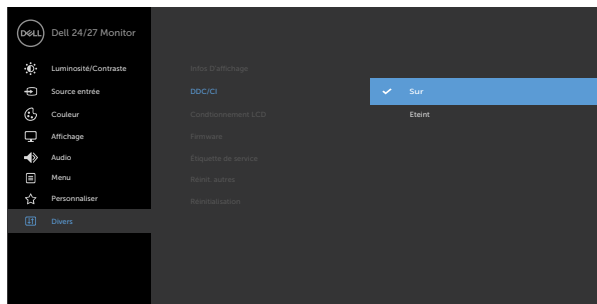 DELL
Dell 24/27 Monitor
Luminosité/Contraste
Source entrée
Couleur
Affichage
Audio
Menu
Personnaliser
Divers
Infos D'affichage
DDC/CI
Conditionnement LCD
Firmware
Étiquette de service
Réinit. autres
Réinitialisation
Sur
Eteint